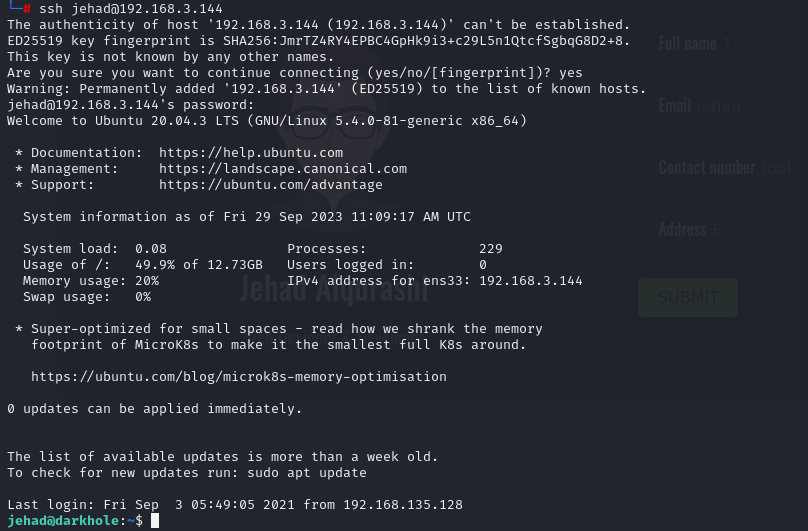 └─# ssh jehad@192.168.3.144
The authenticity of host '192.168.3.144 (192.168.3.144)' can't be established.
ED25519 key fingerprint is SHA256:JmrTZ4RY4EPBC4GpHk9i3+c29L5n1QtcfSgbqG8D2+8.
This key is not known by any other names.
Are you sure you want to continue connecting (yes/no/[fingerprint])? yes
Warning: Permanently added '192.168.3.144' (ED25519) to the list of known hosts.
jehad@192.168.3.144's password:
Welcome to Ubuntu 20.04.3 LTS (GNU/Linux 5.4.0-81-generic x86_64)
* Documentation:  https://help.ubuntu.com
* Management:     https://landscape.canonical.com
* Support:        https://ubuntu.com/advantage
System information as of Fri 29 Sep 2023 11:09:17 AM UTC
System load:  0.08               Processes:              229
Usage of /:   49.9% of 12.73GB   Users logged in:        0
Memory usage: 20%                IPv4 address for ens33: 192.168.3.144
Swap usage:   0%
* Super-optimized for small spaces - read how we shrank the memory
footprint of MicroK8s to make it the smallest full K8s around.
https://ubuntu.com/blog/microk8s-memory-optimisation
0 updates can be applied immediately.
The list of available updates is more than a week old.
To check for new updates run: sudo apt update
Last login: Fri Sep  3 05:49:05 2021 from 192.168.135.128
jehad@darkhole:~$
Full name 1
Email jehad
Contact number foo
Address 6
SUBMIT
Jehad Alqurashi